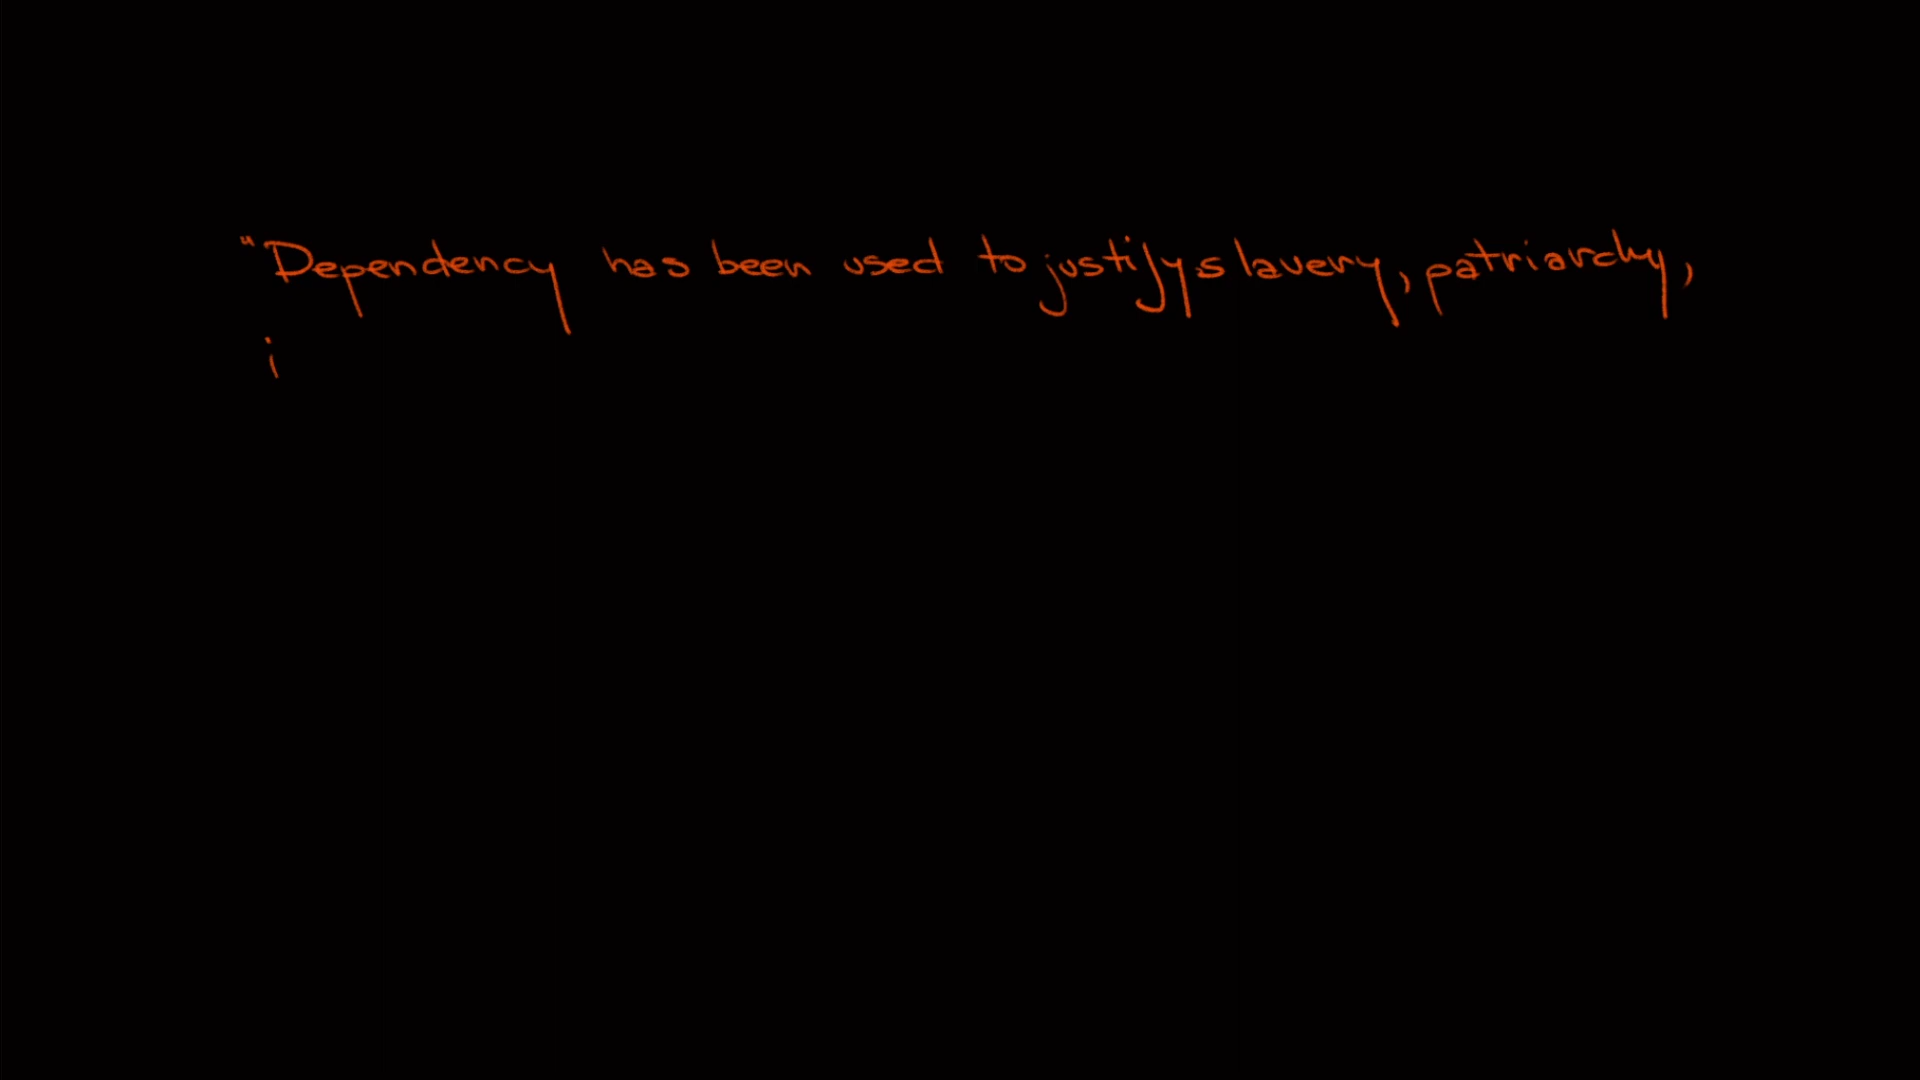 "Dependency has been used to justify slavery, patriarchy,
i